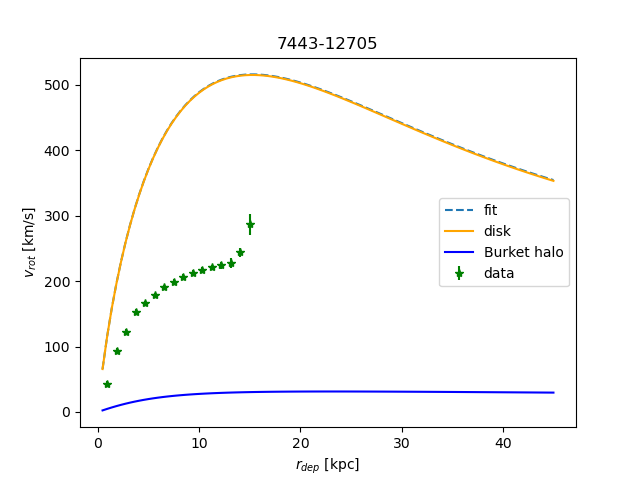 7443-12705
500
400
300
200
100
0
v_rot [km/s]
fit
disk
Burket halo
data
0
10
20
30
40
r_dep [kpc]